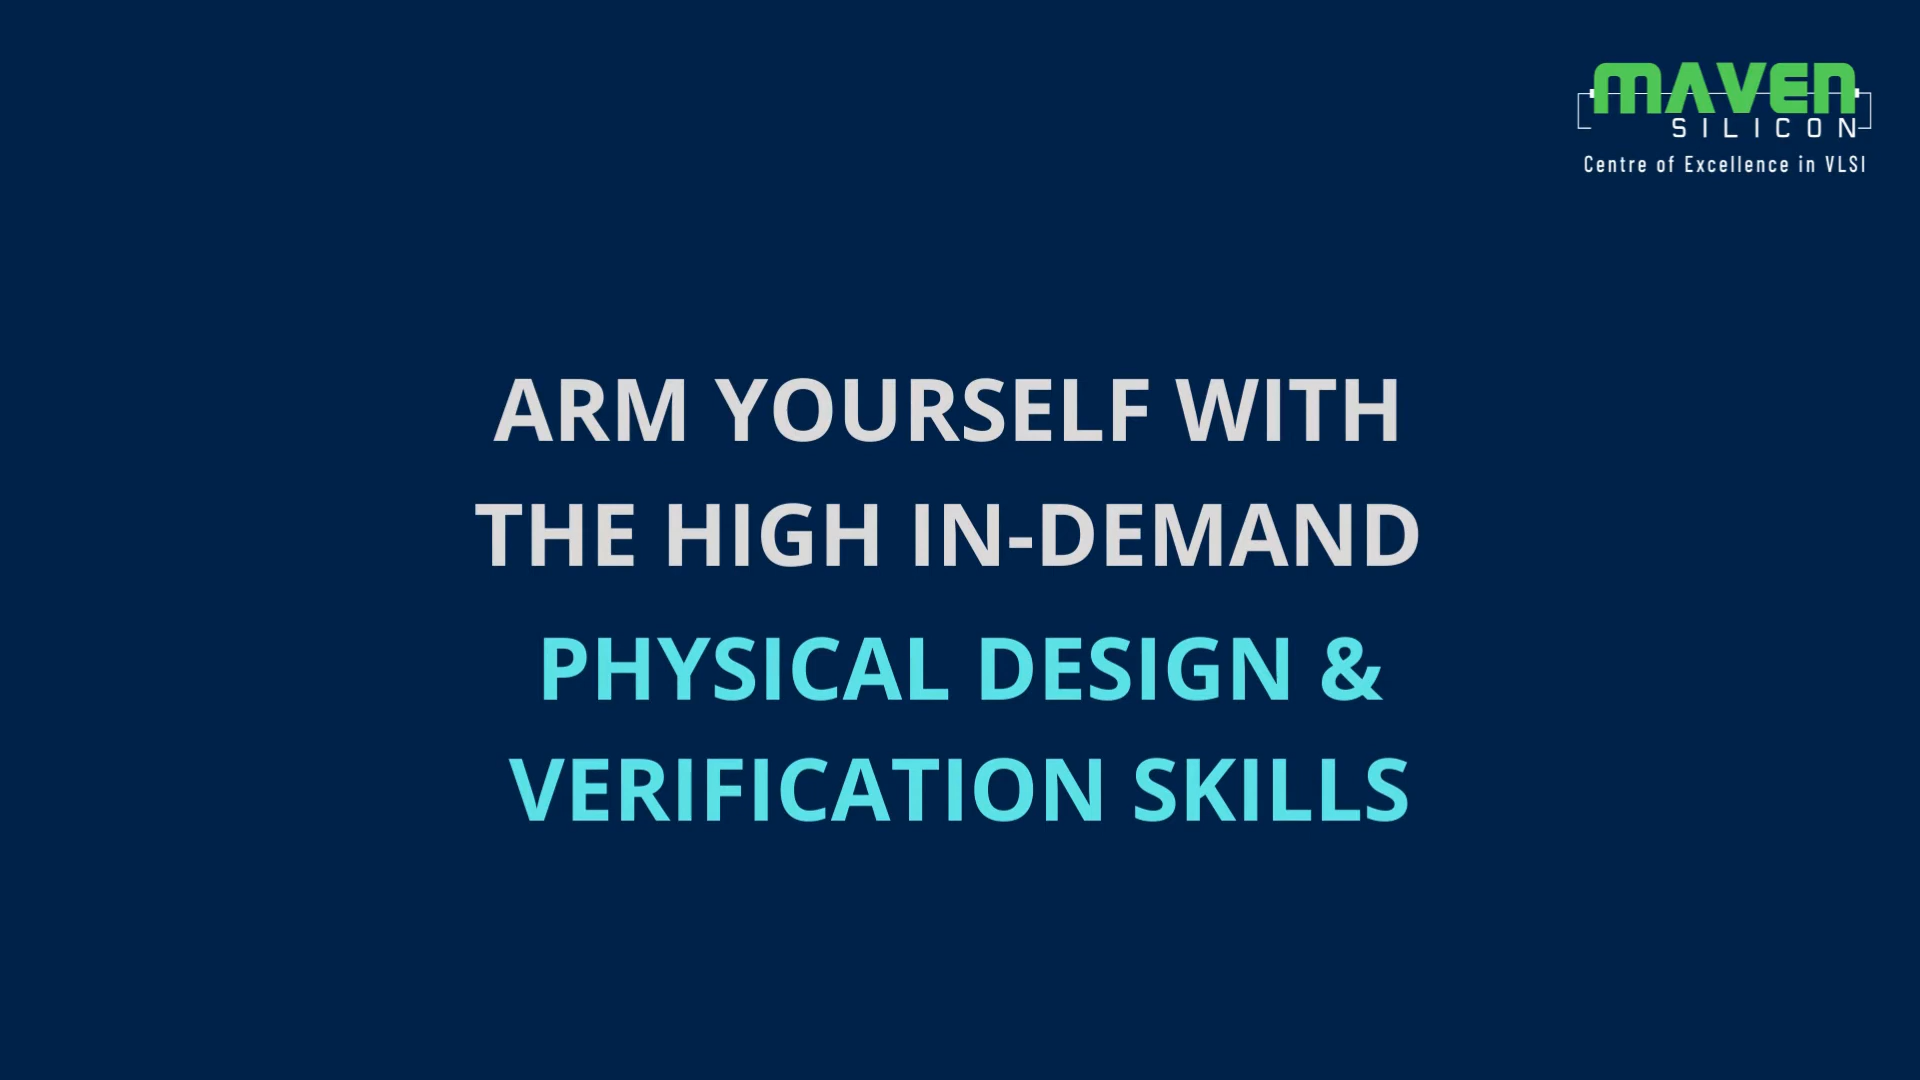 MAVEN
SILICON
Centre of Excellence in VLSI
ARM YOURSELF WITH
THE HIGH IN-DEMAND
PHYSICAL DESIGN &
VERIFICATION SKILLS